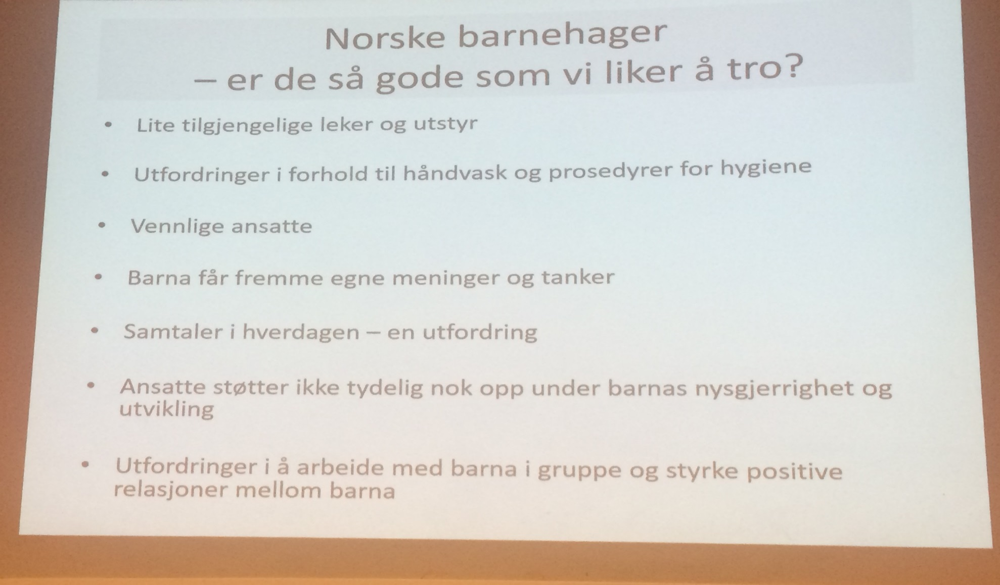 Norske barnehager
– er de så gode som vi liker å tro?
• Lite tilgjengelige leker og utstyr
• Utfordringer i forhold til håndvask og prosedyrer for hygiene
• Vennlige ansatte
• Barna får fremme egne meninger og tanker
• Samtaler i hverdagen – en utfordring
• Ansatte støtter ikke tydelig nok opp under barnas nysgjerrighet og
utvikling
• Utfordringer i å arbeide med barna i gruppe og styrke positive
relasjoner mellom barna